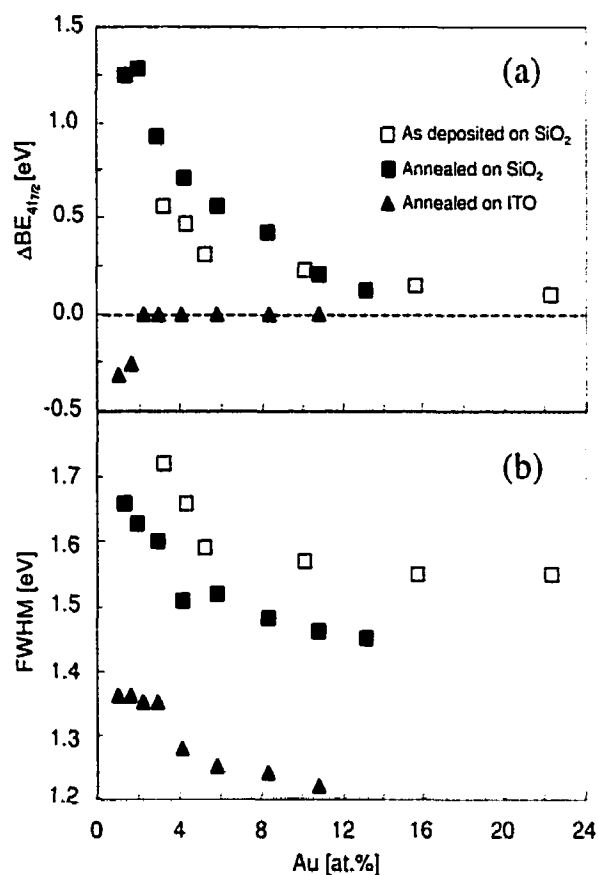 1.5
(a)
1.0
0.5
0.0
-0.5
ΔBE4f7/2 [eV]
□ As deposited on SiO2
■ Annealed on SiO2
▲ Annealed on ITO
(b)
1.7
1.6
1.5
1.4
1.3
1.2
FWHM [eV]
0 4 8 12 16 20 24
Au [at.%]